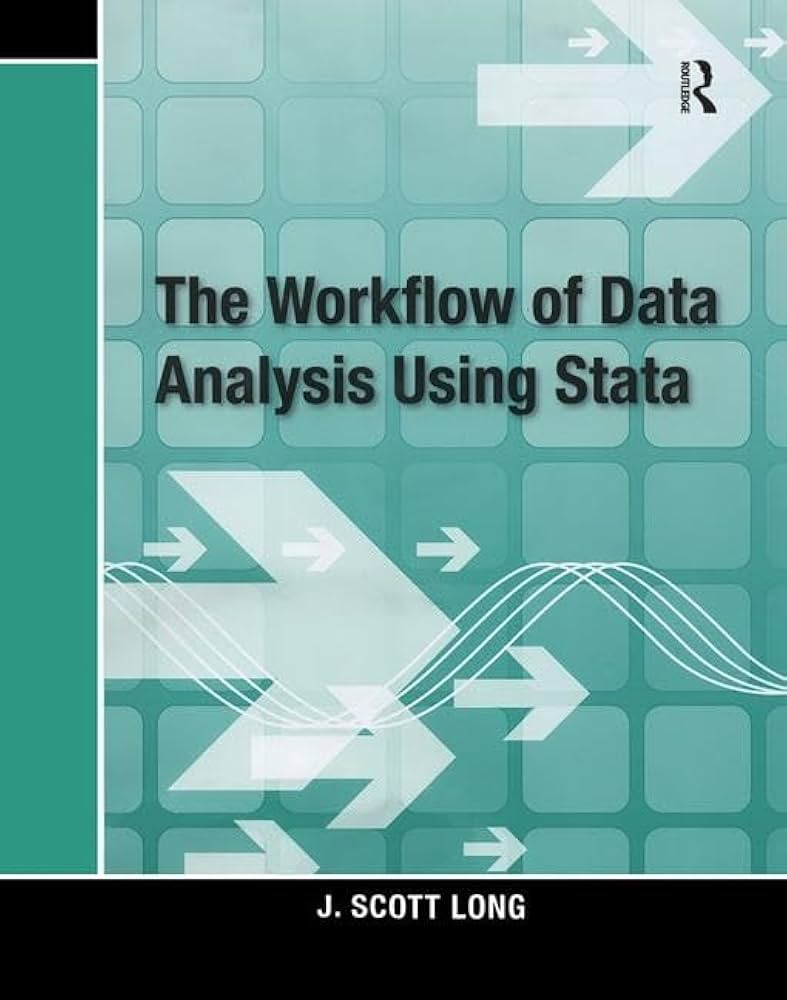 ROUTLEDGE
The Workflow of Data
Analysis Using Stata
J. SCOTT LONG